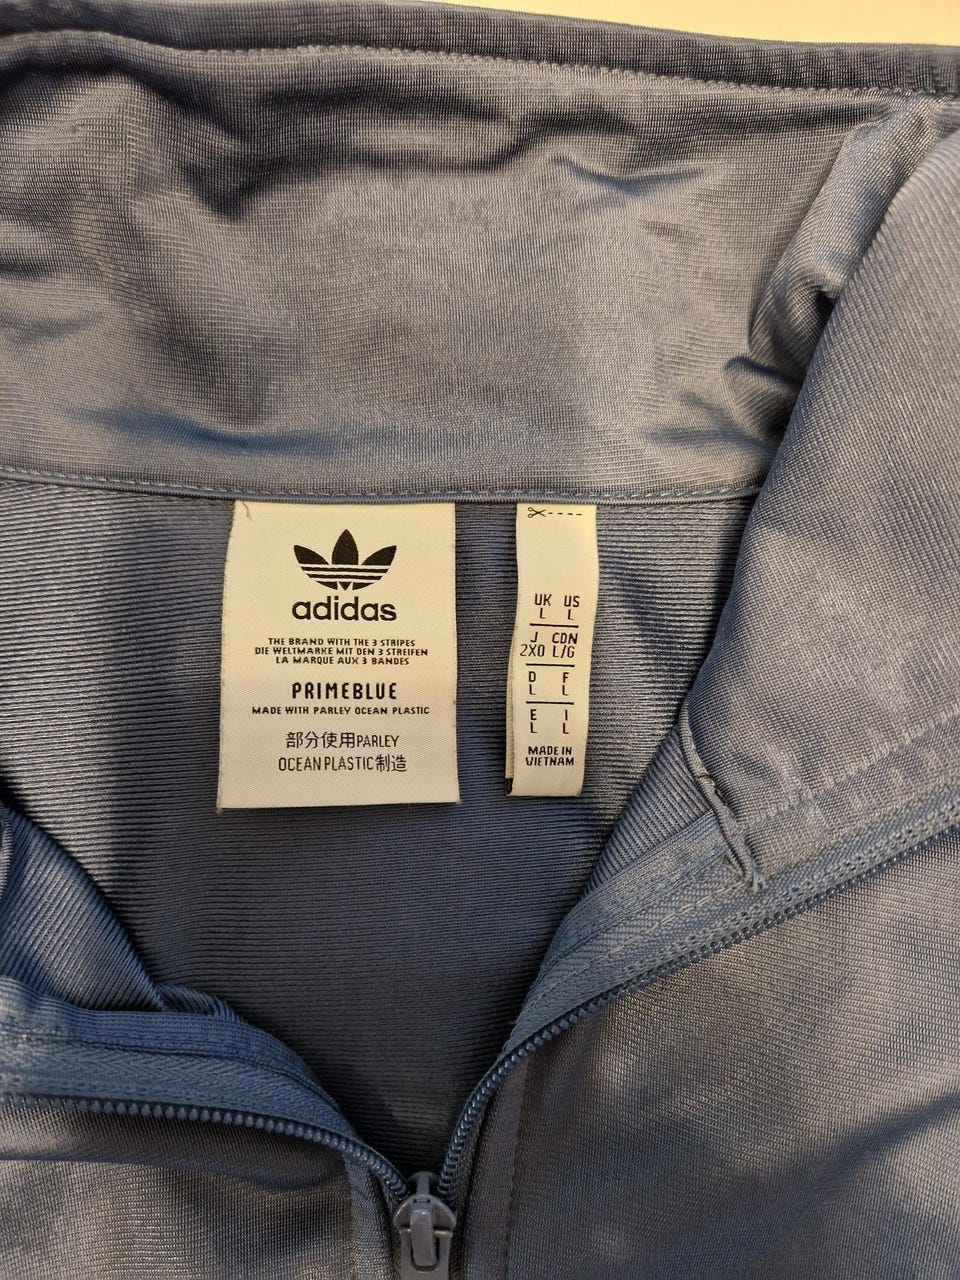 adidas
THE BRAND WITH THE 3 STRIPES
DIE WELTMARKE MIT DEN 3 STREIFEN
LA MARQUE AUX 3 BANDES
PRIMEBLUE
MADE WITH PARLEY OCEAN PLASTIC
部分使用PARLEY
OCEAN PLASTIC制造
UK US
L L
J CDN
2XO L/G
D F
L L
E I
L L
MADE IN
VIETNAM